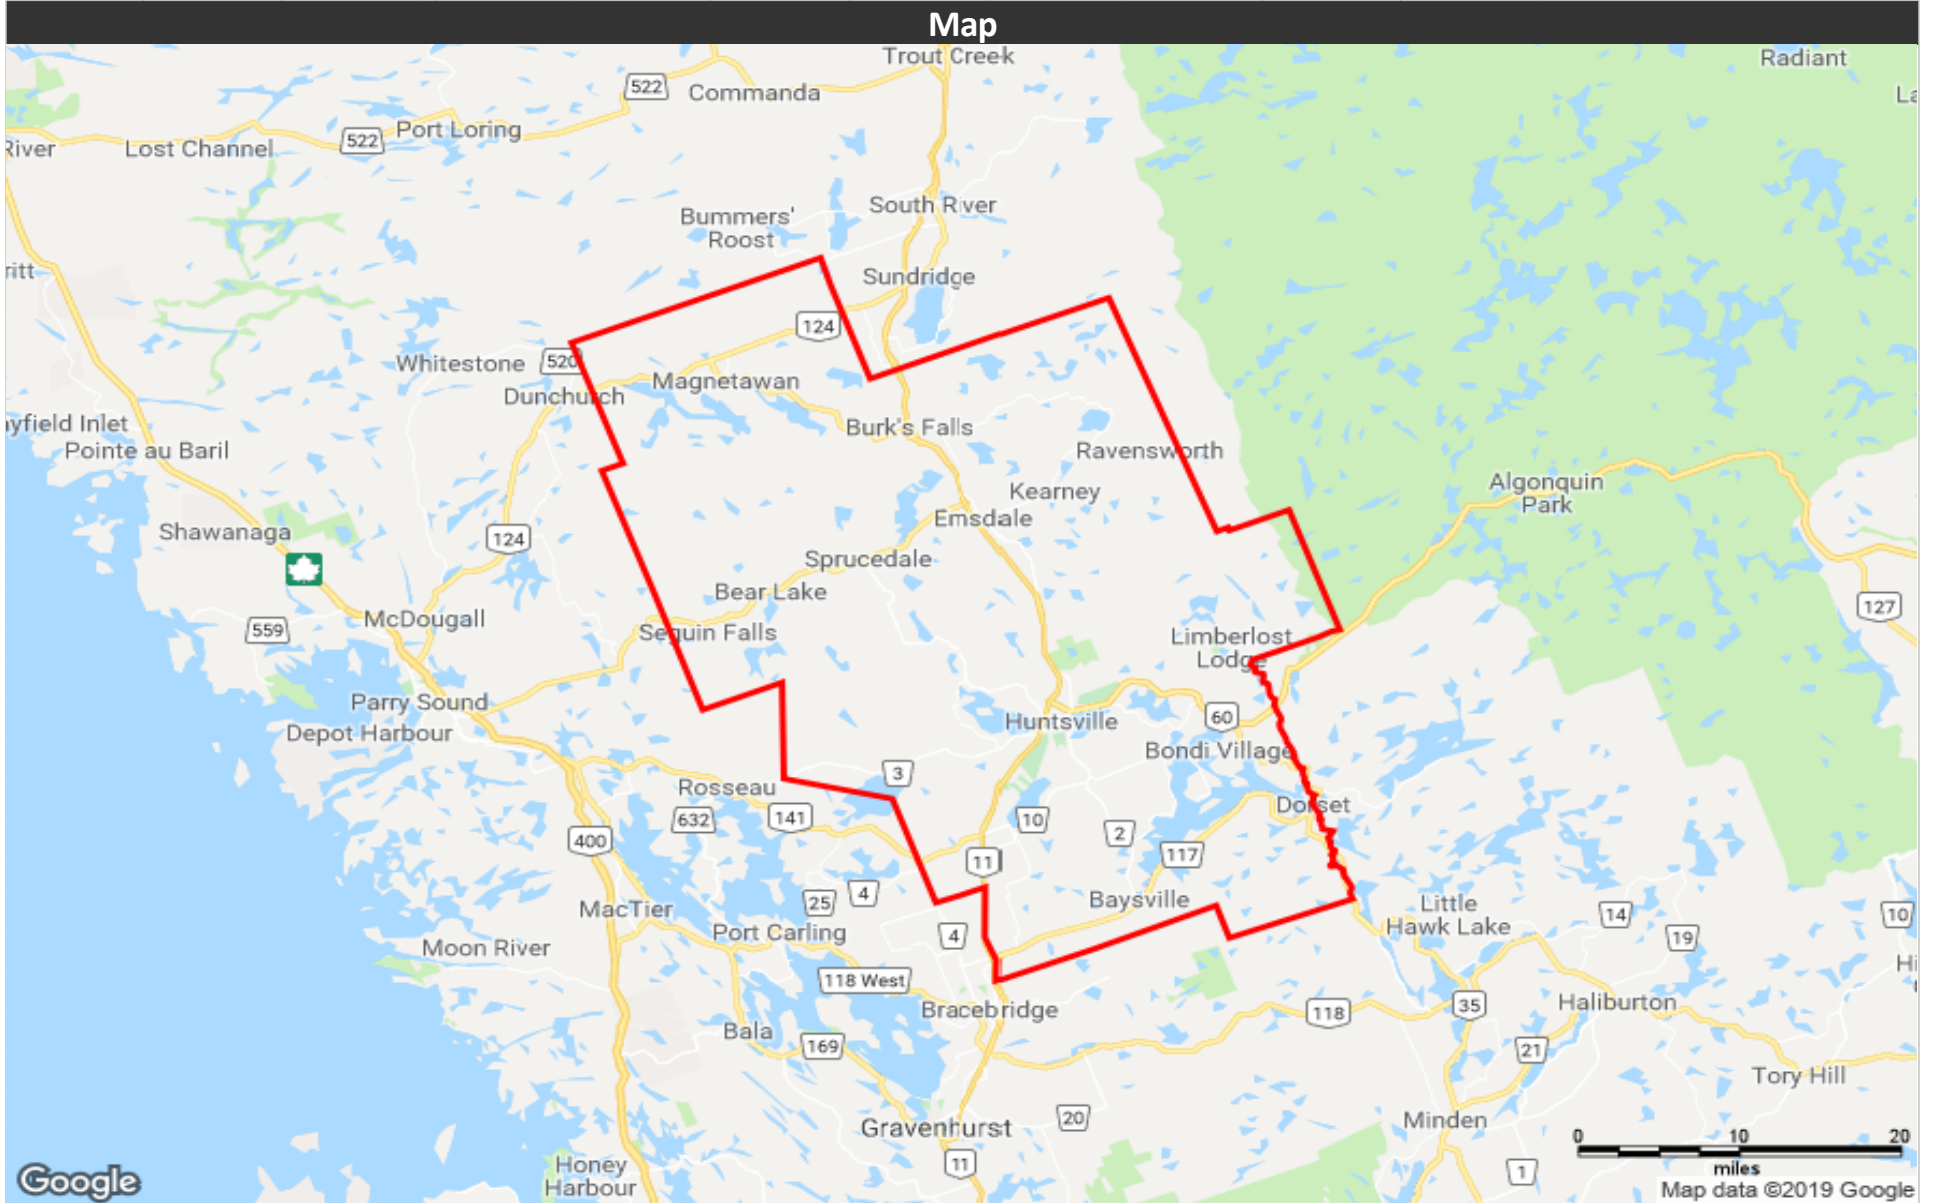 Map
Trout Creek
Radiant
522
Commanda
Port Loring
522
River
Lost Channel
Bummers'
Roost
South River
Sundridge
ritt
124
Whitestone
520
Magnetawan
Dunchurch
ayfield Inlet
Burk's Falls
Pointe au Baril
Ravensworth
Kearney
Algonquin
Park
Emsdale
Shawanaga
124
Sprucedale
Bear Lake
127
McDougall
559
Seguin Falls
Limberlost
Lodge
Parry Sound
Depot Harbour
Huntsville
60
Bondi Village
3
Rosseau
Dorset
632
141
10
2
400
117
11
25
4
Baysville
MacTier
Little
Hawk Lake
14
10
Port Carling
4
19
Moon River
118 West
Bracebridge
118
35
Haliburton
Bala
169
21
Tory Hill
20
Minden
Gravenhurst
11
0 10 20
miles
1
Honey
Harbour
Google
Map data ©2019 Google